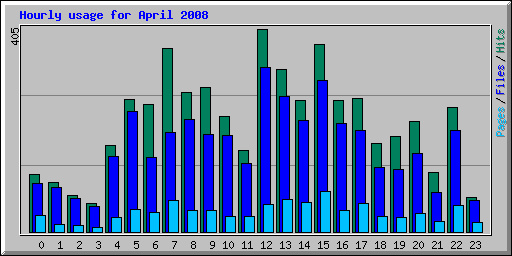 Hourly usage for April 2008
405
Pages / Files / Hits
0 1 2 3 4 5 6 7 8 9 10 11 12 13 14 15 16 17 18 19 20 21 22 23